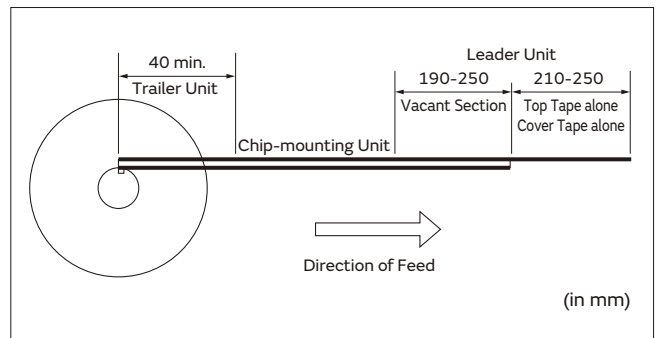 Leader Unit
40 min.
190-250
210-250
Trailer Unit
Vacant Section
Top Tape alone
Cover Tape alone
Chip-mounting Unit
Direction of Feed
(in mm)